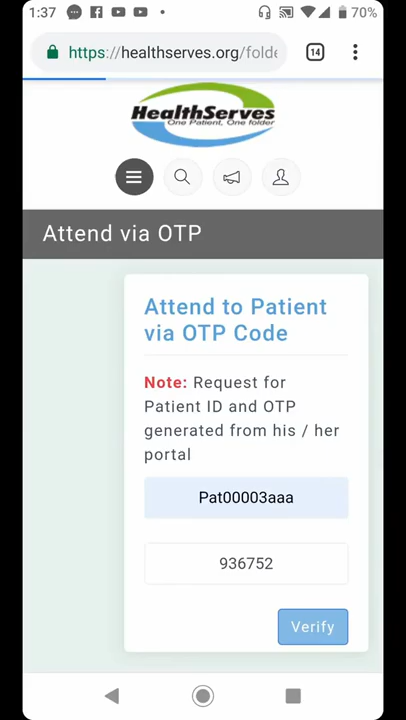 1:37
70%
https://healthserves.org/folde
14
HealthServes
One Patient, One folder
Attend via OTP
Attend to Patient
via OTP Code
Note: Request for
Patient ID and OTP
generated from his / her
portal
Pat00003aaa
936752
Verify